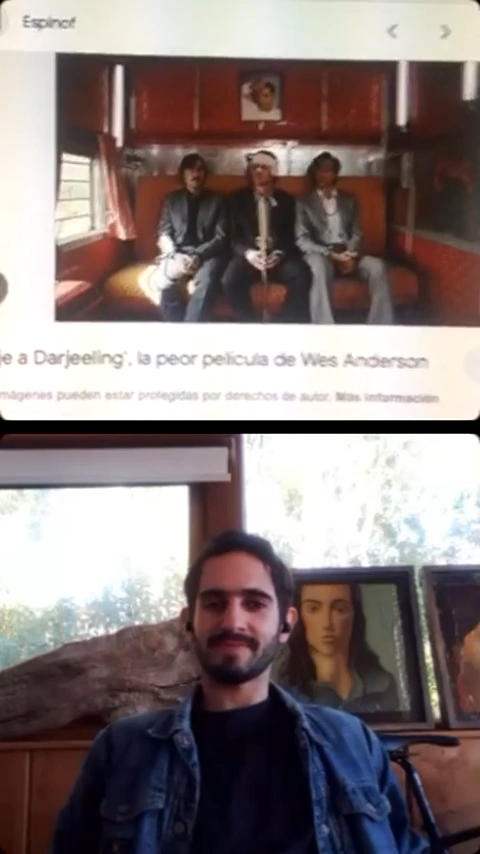 Espinof
je a Darjeeling', la peor película de Wes Anderson
mágenes pueden estar protegidas por derechos de autor. Más información